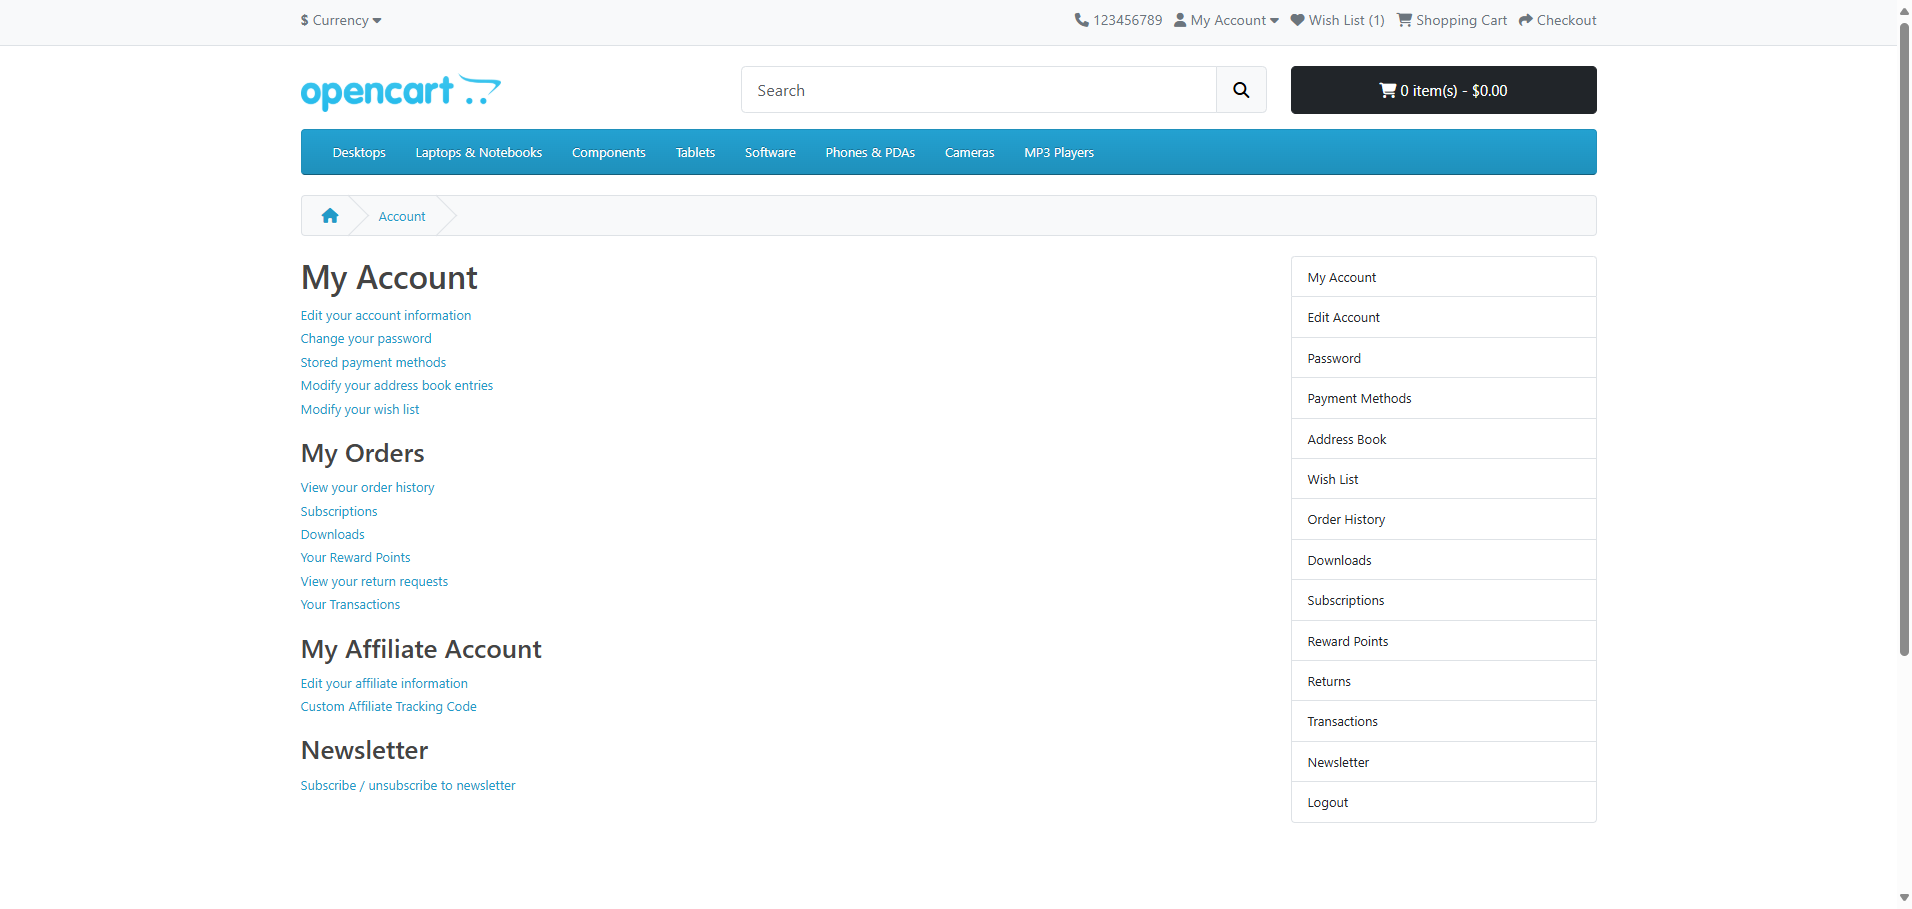 $ Currency
123456789 My Account Wish List (1) Shopping Cart Checkout
opencart
Search
0 item(s) - $0.00
Desktops Laptops & Notebooks Components Tablets Software Phones & PDAs Cameras MP3 Players
Account
My Account
Edit your account information
Change your password
Stored payment methods
Modify your address book entries
Modify your wish list
My Orders
View your order history
Subscriptions
Downloads
Your Reward Points
View your return requests
Your Transactions
My Affiliate Account
Edit your affiliate information
Custom Affiliate Tracking Code
Newsletter
Subscribe / unsubscribe to newsletter
My Account
Edit Account
Password
Payment Methods
Address Book
Wish List
Order History
Downloads
Subscriptions
Reward Points
Returns
Transactions
Newsletter
Logout